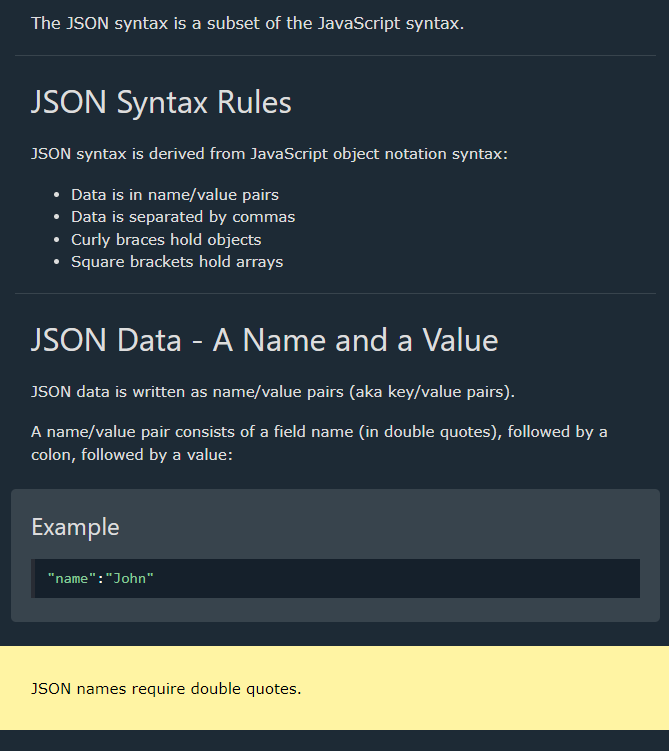 The JSON syntax is a subset of the JavaScript syntax.
JSON Syntax Rules
JSON syntax is derived from JavaScript object notation syntax:
• Data is in name/value pairs
• Data is separated by commas
• Curly braces hold objects
• Square brackets hold arrays
JSON Data - A Name and a Value
JSON data is written as name/value pairs (aka key/value pairs).
A name/value pair consists of a field name (in double quotes), followed by a
colon, followed by a value:
Example
"name":"John"
JSON names require double quotes.